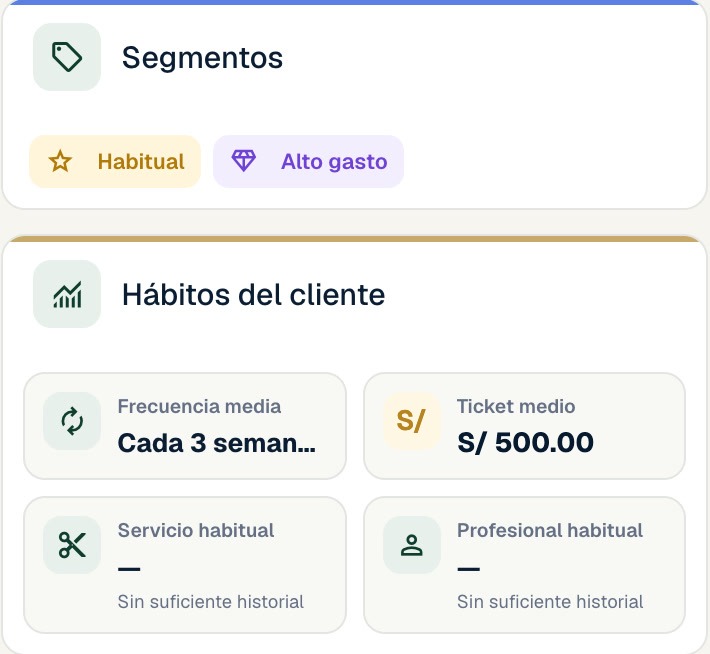 Segmentos
Habitual
Alto gasto
Hábitos del cliente
Frecuencia media
Cada 3 seman...
S/
Ticket medio
S/ 500.00
Servicio habitual
—
Sin suficiente historial
Profesional habitual
—
Sin suficiente historial